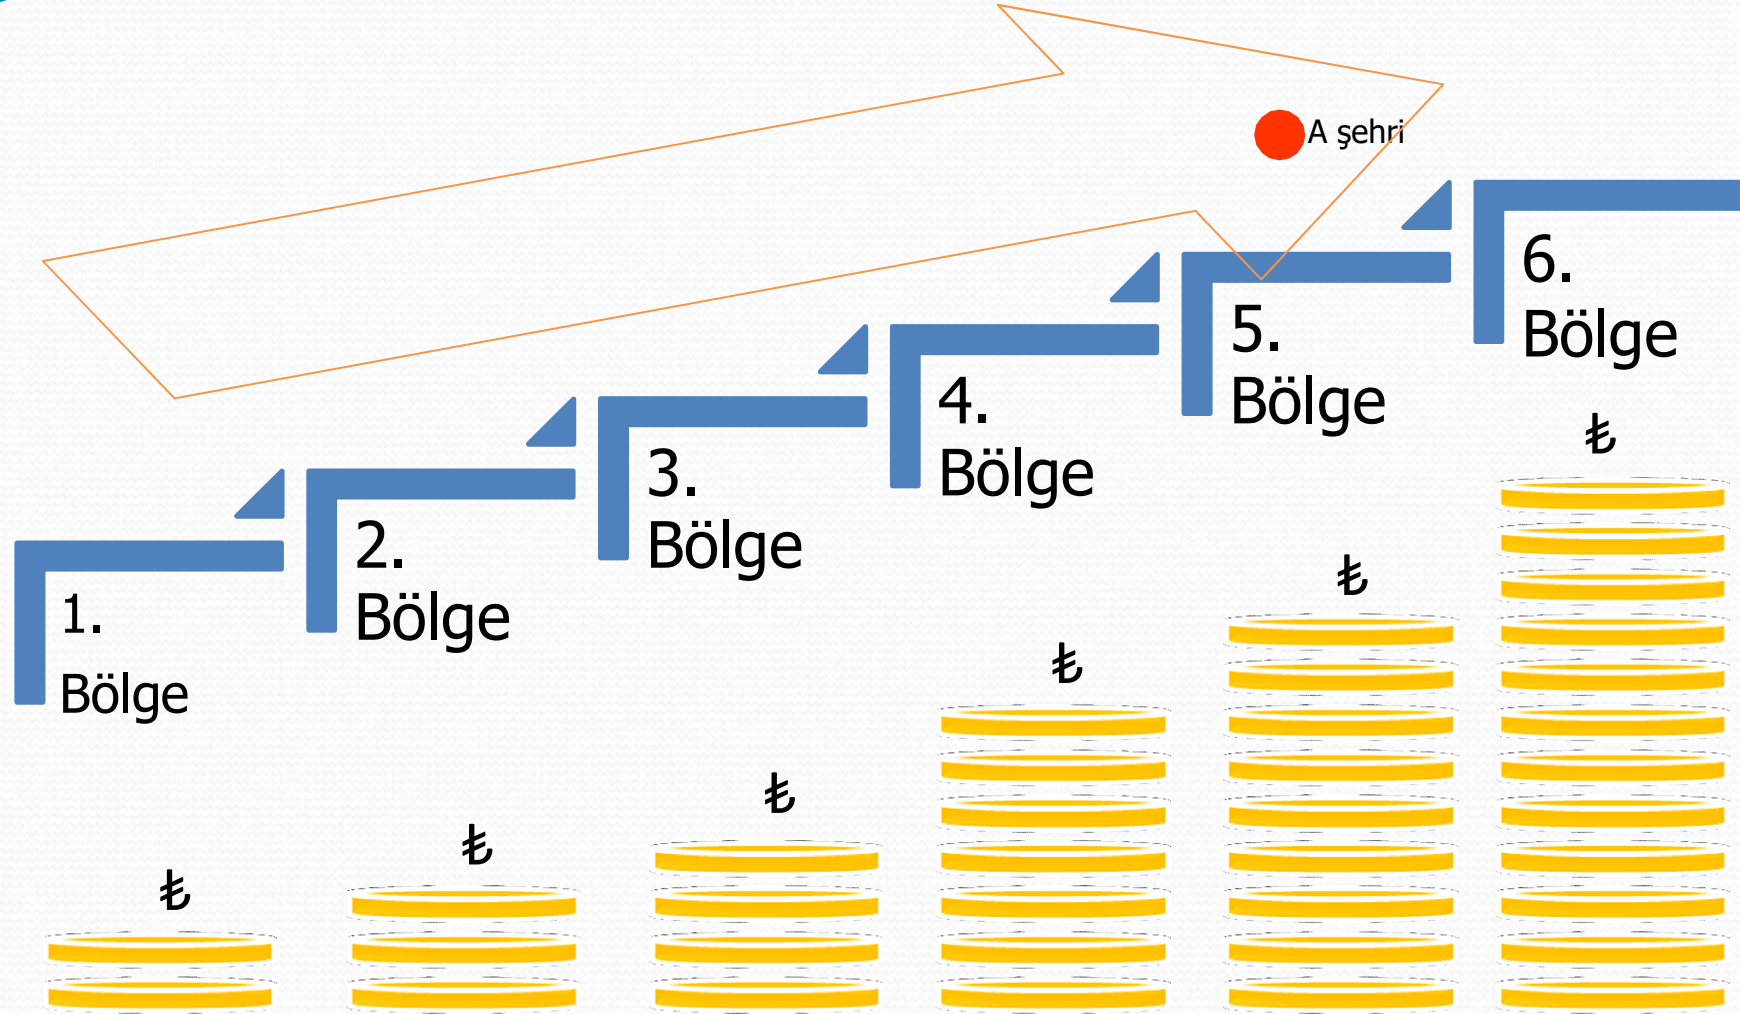 A şehri
1.
Bölge
₺
2.
Bölge
₺
3.
Bölge
₺
4.
Bölge
₺
5.
Bölge
₺
6.
Bölge
₺